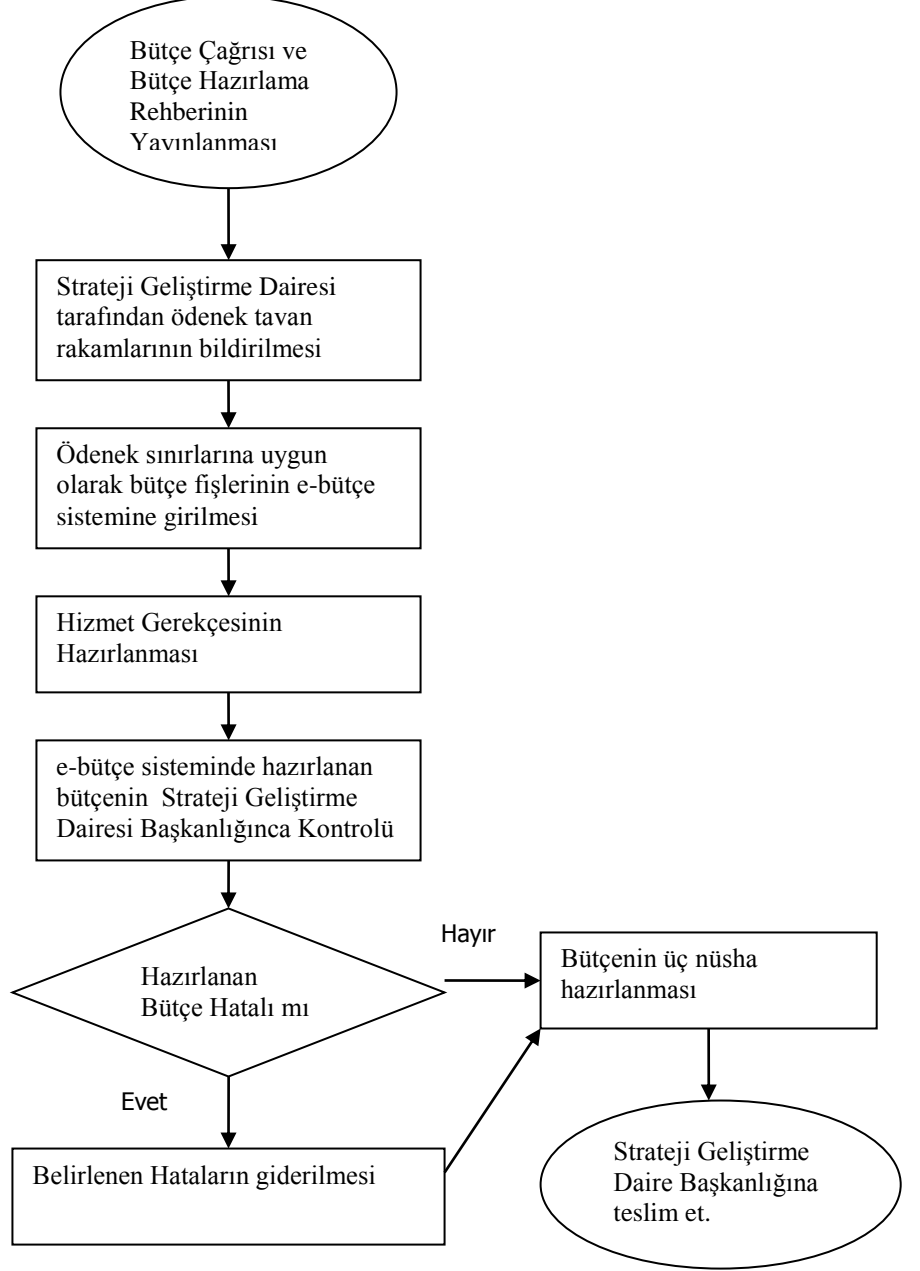 Bütçe Çağrısı ve
Bütçe Hazırlama
Rehberinin
Yayınlanması
Strateji Geliştirme Dairesi
tarafından ödenek tavan
rakamlarının bildirilmesi
Ödenek sınırlarına uygun
olarak bütçe fişlerinin e-bütçe
sistemine girilmesi
Hizmet Gerekçesinin
Hazırlanması
e-bütçe sisteminde hazırlanan
bütçenin Strateji Geliştirme
Dairesi Başkanlığınca Kontrolü
Hazırlanan
Bütçe Hatalı mı
Hayır
Bütçenin üç nüsha
hazırlanması
Evet
Belirlenen Hataların giderilmesi
Strateji Geliştirme
Daire Başkanlığına
teslim et.